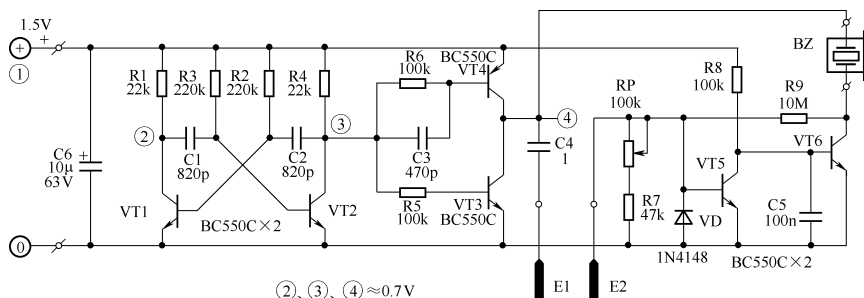 1.5V
+
+
①
R1
22k
R3
220k
R2
220k
R4
22k
R6
100k
BC550C
VT4
R8
100k
BZ
R9
10M
RP
100k
②
③
④
C1
820p
C2
820p
C3
470p
C4
1
C6
10μ
63V
+
VT1
VT2
BC550C×2
R5
100k
VT3
BC550C
R7
47k
VT5
VT6
VD
1N4148
C5
100n
BC550C×2
0
E1
E2
②、③、④≈0.7V